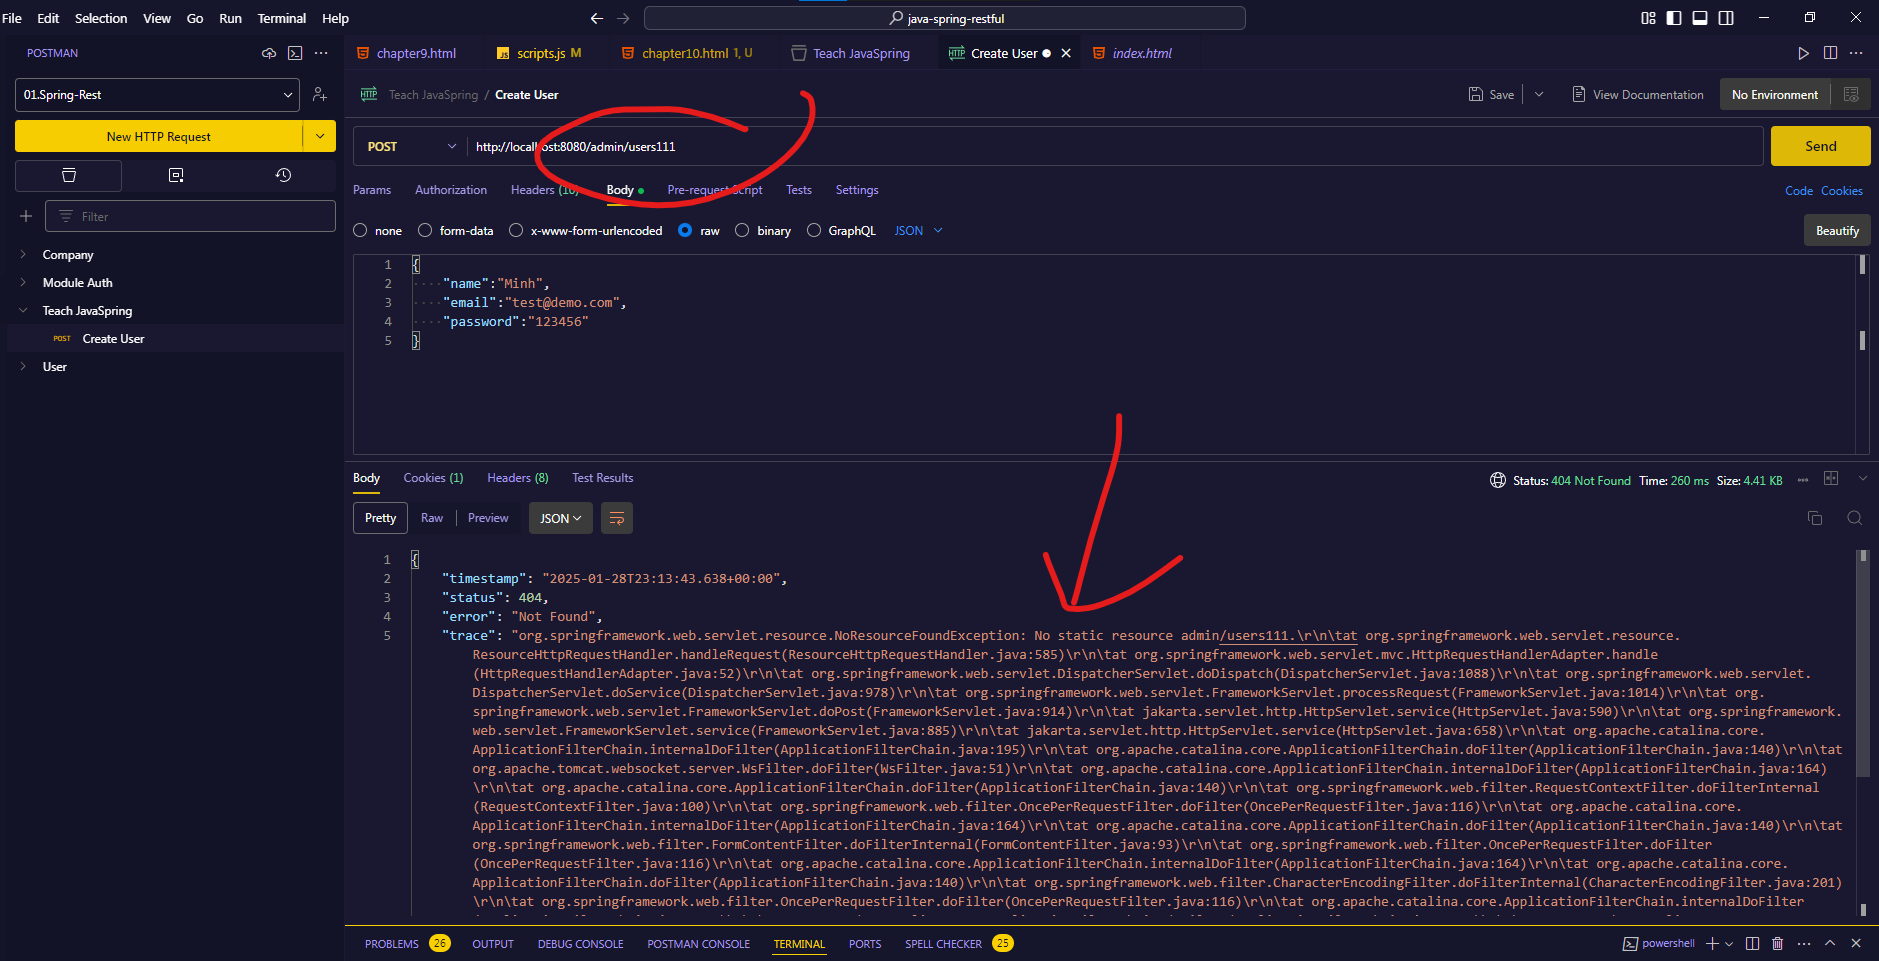 File Edit Selection View Go Run Terminal Help
java-spring-restful
POSTMAN
chapter9.html
scripts.js M
chapter10.html 1, U
Teach JavaSpring
HTTP Create User
index.html
01.Spring-Rest
HTTP Teach JavaSpring / Create User
Save
View Documentation
No Environment
New HTTP Request
POST
http://localhost:8080/admin/users111
Send
Params Authorization Headers (10) Body Pre-request Script Tests Settings
Code Cookies
Filter
none form-data x-www-form-urlencoded raw binary GraphQL JSON
Beautify
Company
Module Auth
Teach JavaSpring
POST Create User
User
1 {
2 "name":"Minh",
3 "email":"test@demo.com",
4 "password":"123456"
5 }
Body Cookies (1) Headers (8) Test Results
Status: 404 Not Found Time: 260 ms Size: 4.41 KB
Pretty Raw Preview JSON
1 {
2 "timestamp": "2025-01-28T23:13:43.638+00:00",
3 "status": 404,
4 "error": "Not Found",
5 "trace": "org.springframework.web.servlet.resource.NoResourceFoundException: No static resource admin/users111.\r\n\tat org.springframework.web.servlet.resource.
ResourceHttpRequestHandler.handleRequest(ResourceHttpRequestHandler.java:585)\r\n\tat org.springframework.web.servlet.mvc.HttpRequestHandlerAdapter.handle
(HttpRequestHandlerAdapter.java:52)\r\n\tat org.springframework.web.servlet.DispatcherServlet.doDispatch(DispatcherServlet.java:1088)\r\n\tat org.springframework.web.servlet.
DispatcherServlet.doService(DispatcherServlet.java:978)\r\n\tat org.springframework.web.servlet.FrameworkServlet.processRequest(FrameworkServlet.java:1014)\r\n\tat org.
springframework.web.servlet.FrameworkServlet.doPost(FrameworkServlet.java:914)\r\n\tat jakarta.servlet.http.HttpServlet.service(HttpServlet.java:590)\r\n\tat org.springframework.
web.servlet.FrameworkServlet.service(FrameworkServlet.java:885)\r\n\tat jakarta.servlet.http.HttpServlet.service(HttpServlet.java:658)\r\n\tat org.apache.catalina.core.
ApplicationFilterChain.internalDoFilter(ApplicationFilterChain.java:195)\r\n\tat org.apache.catalina.core.ApplicationFilterChain.doFilter(ApplicationFilterChain.java:140)\r\n\tat
org.apache.tomcat.websocket.server.WsFilter.doFilter(WsFilter.java:51)\r\n\tat org.apache.catalina.core.ApplicationFilterChain.internalDoFilter(ApplicationFilterChain.java:164)
\r\n\tat org.apache.catalina.core.ApplicationFilterChain.doFilter(ApplicationFilterChain.java:140)\r\n\tat org.springframework.web.filter.RequestContextFilter.doFilterInternal
(RequestContextFilter.java:100)\r\n\tat org.springframework.web.filter.OncePerRequestFilter.doFilter(OncePerRequestFilter.java:116)\r\n\tat org.apache.catalina.core.
ApplicationFilterChain.internalDoFilter(ApplicationFilterChain.java:164)\r\n\tat org.apache.catalina.core.ApplicationFilterChain.doFilter(ApplicationFilterChain.java:140)\r\n\tat
org.springframework.web.filter.FormContentFilter.doFilterInternal(FormContentFilter.java:93)\r\n\tat org.springframework.web.filter.OncePerRequestFilter.doFilter
(OncePerRequestFilter.java:116)\r\n\tat org.apache.catalina.core.ApplicationFilterChain.internalDoFilter(ApplicationFilterChain.java:164)\r\n\tat org.apache.catalina.core.
ApplicationFilterChain.doFilter(ApplicationFilterChain.java:140)\r\n\tat org.springframework.web.filter.CharacterEncodingFilter.doFilterInternal(CharacterEncodingFilter.java:201)
\r\n\tat org.springframework.web.filter.OncePerRequestFilter.doFilter(OncePerRequestFilter.java:116)\r\n\tat org.apache.catalina.core.ApplicationFilterChain.internalDoFilter
PROBLEMS 26 OUTPUT DEBUG CONSOLE POSTMAN CONSOLE TERMINAL PORTS SPELL CHECKER 25
powershell